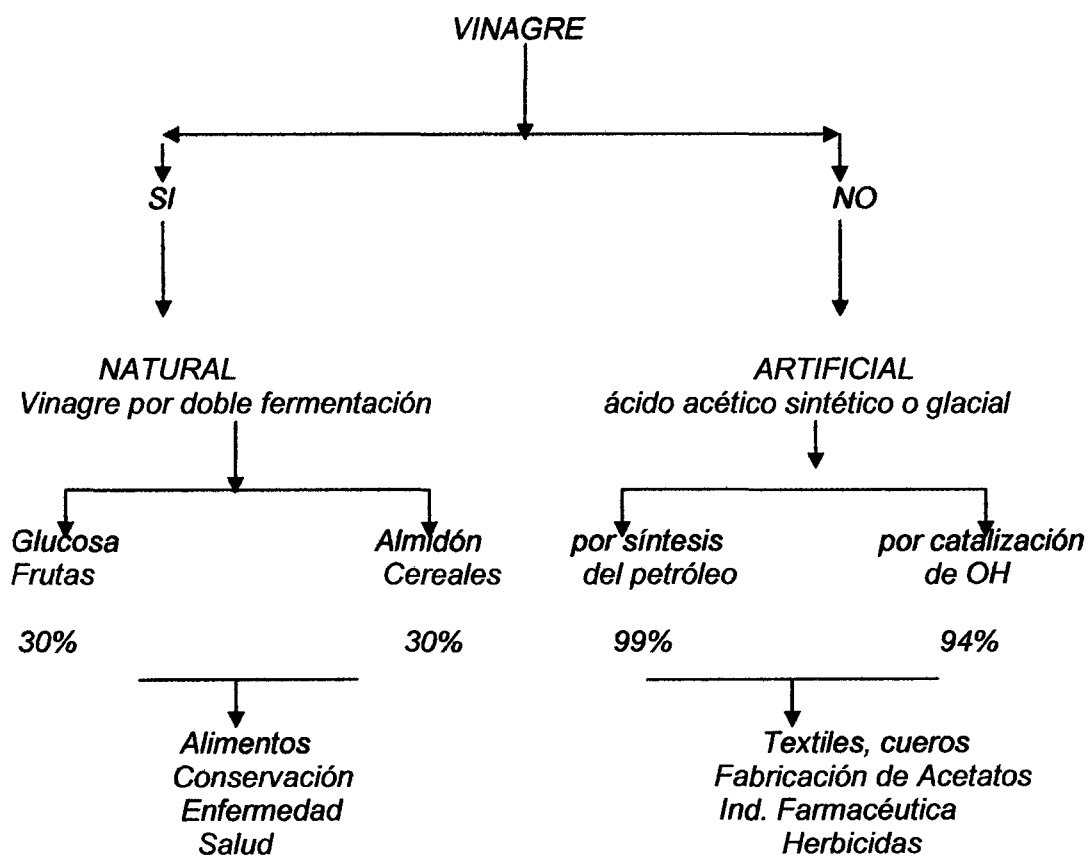 VINAGRE
SI
NO
NATURAL
Vinagre por doble fermentación
ARTIFICIAL
ácido acético sintético o glacial
Glucosa
Frutas
Almidón
Cereales
por síntesis
del petróleo
por catalización
de OH
30%
30%
99%
94%
Alimentos
Conservación
Enfermedad
Salud
Textiles, cueros
Fabricación de Acetatos
Ind. Farmacéutica
Herbicidas